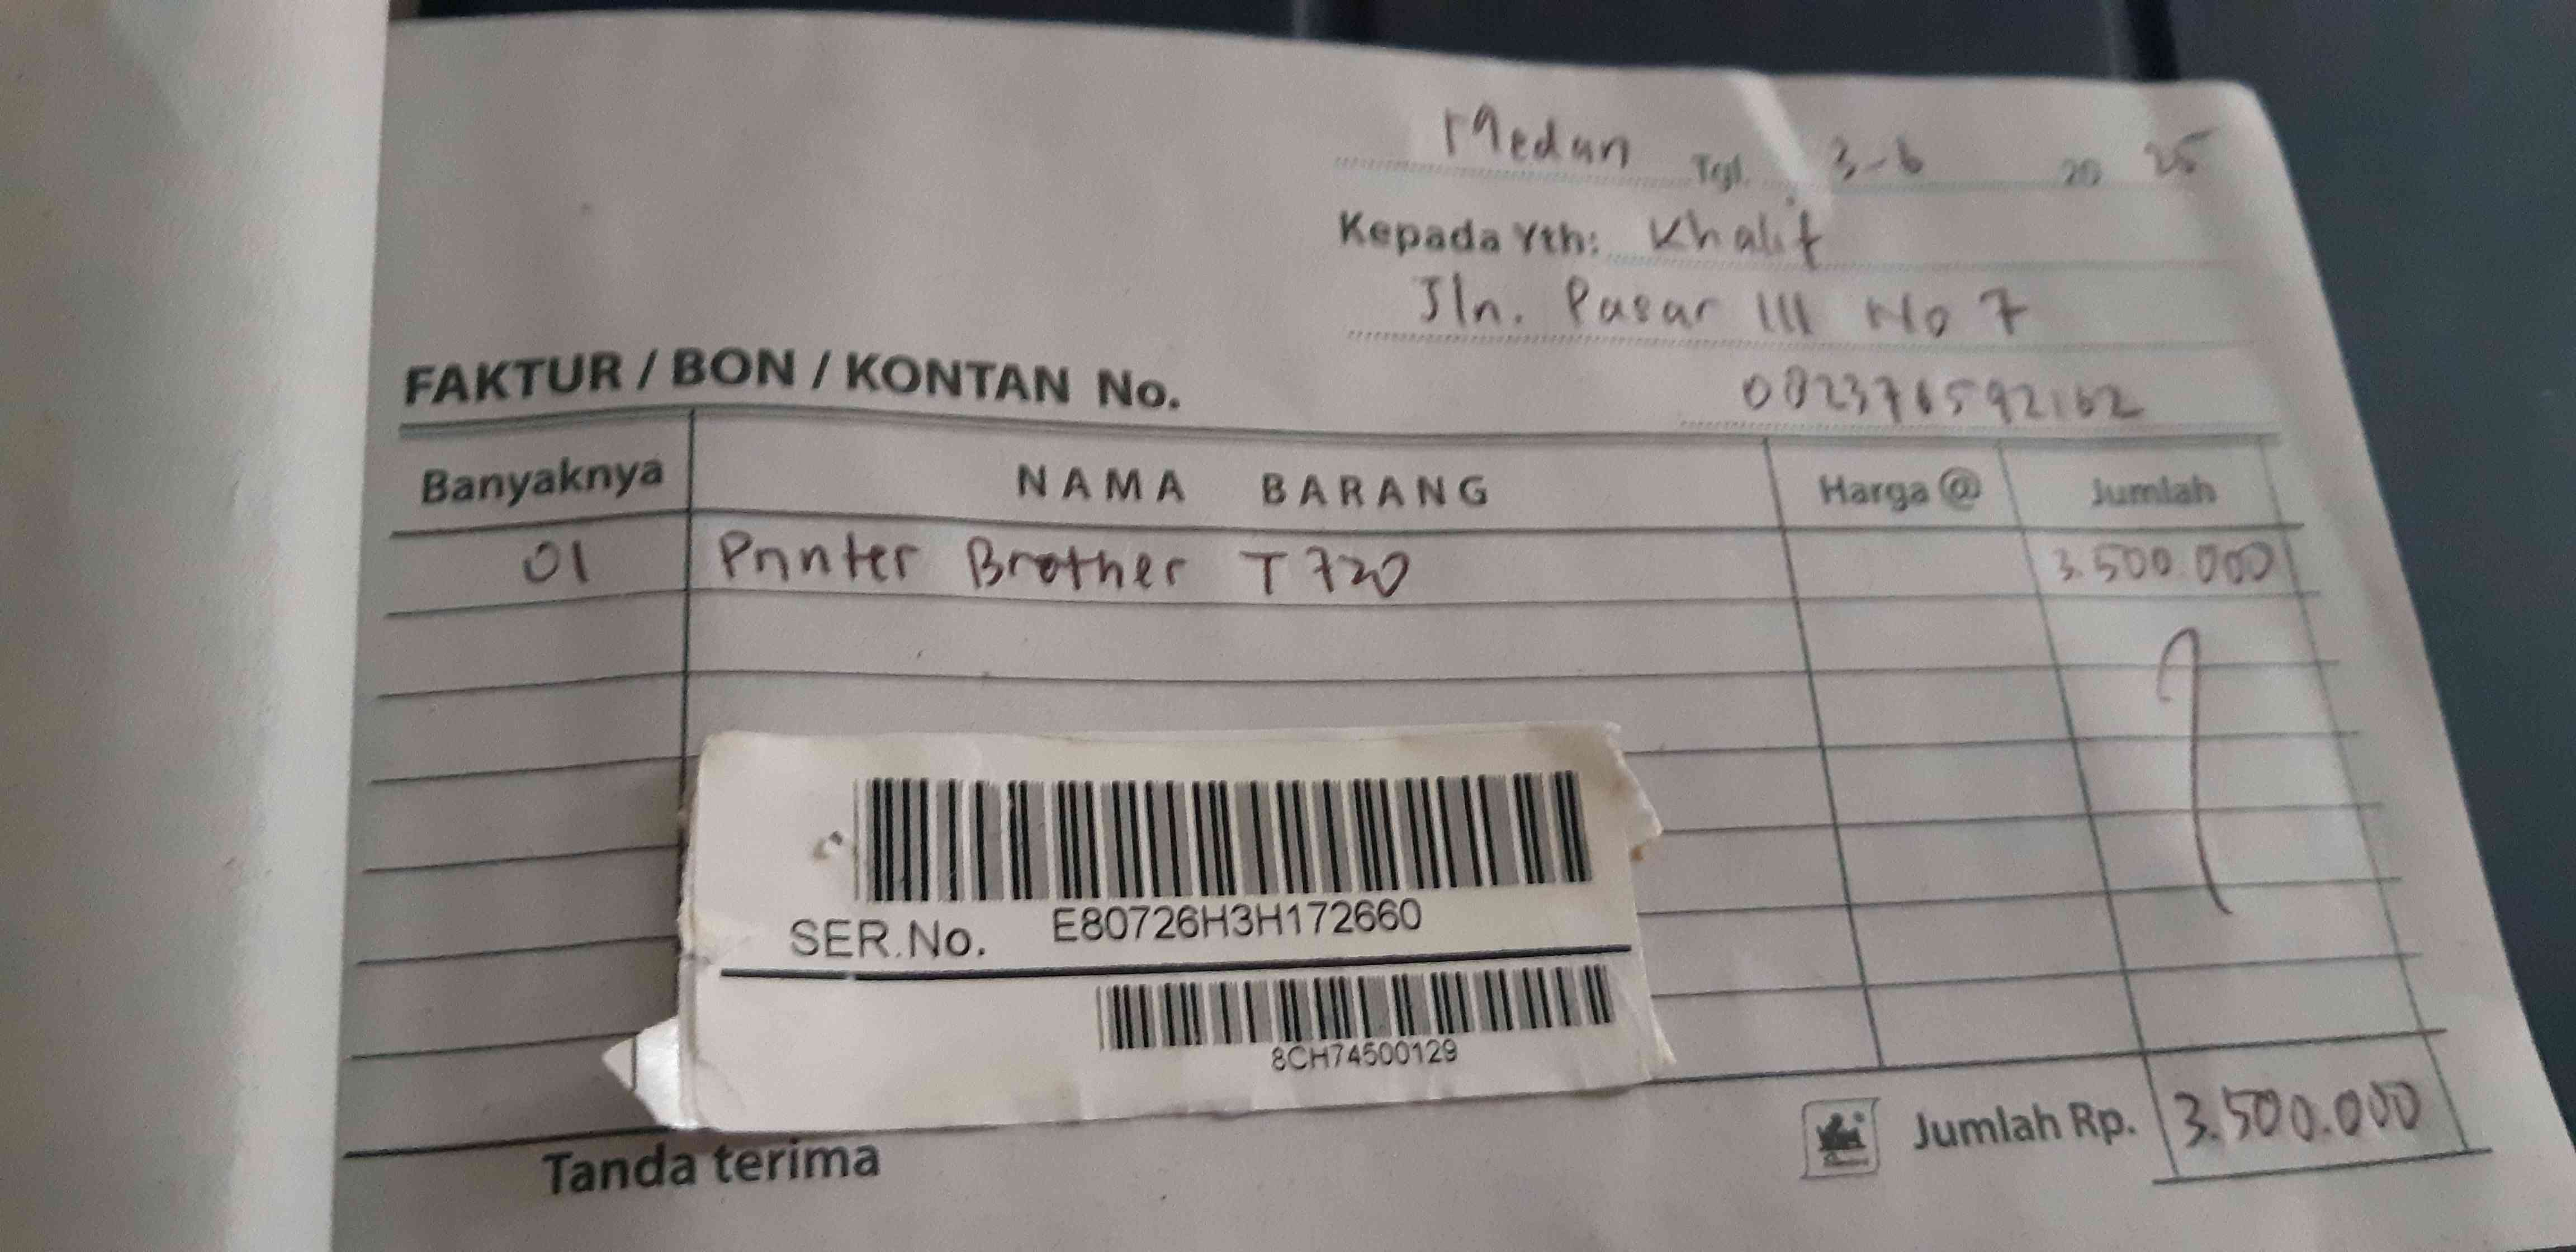 Medan Tgl. 3-6 20 25
Kepada Yth: Khalif
Jln. Pasar III No 7
FAKTUR / BON / KONTAN No.
082376592162
Banyaknya NAMA BARANG Harga @ Jumlah
01 Printer Brother T720 3.500.000
SER.No. E80726H3H172660
8CH74500129
Jumlah Rp. 3.500.000
Tanda terima